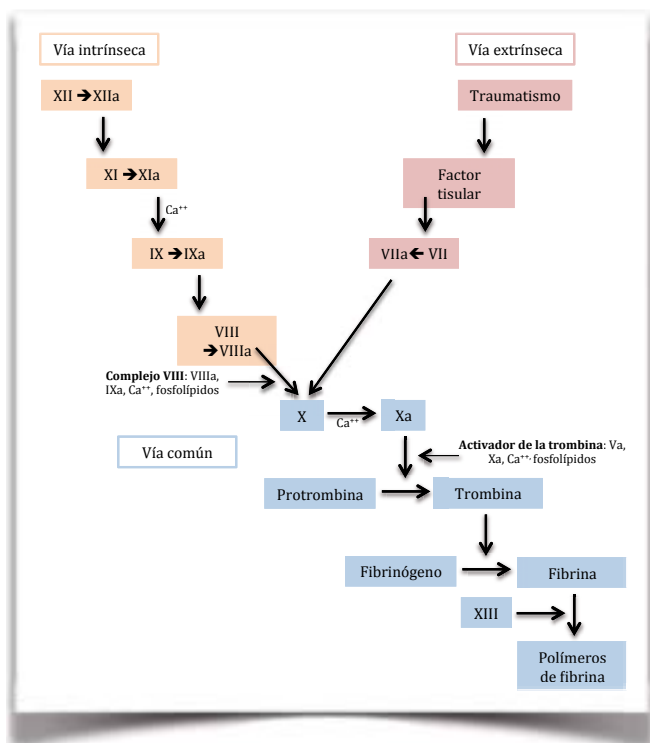 Vía intrínseca
Vía extrínseca
XII ➔XIIa
Traumatismo
XI ➔XIa
Factor
tisular
Ca⁺⁺
IX ➔IXa
VIIa🡰 VII
VIII
➔VIIIa
Complejo VIII: VIIIa,
IXa, Ca⁺⁺, fosfolípidos
X
Ca⁺⁺
Xa
Vía común
Activador de la trombina: Va,
Xa, Ca⁺⁺, fosfolípidos
Protrombina
Trombina
Fibrinógeno
Fibrina
XIII
Polímeros
de fibrina